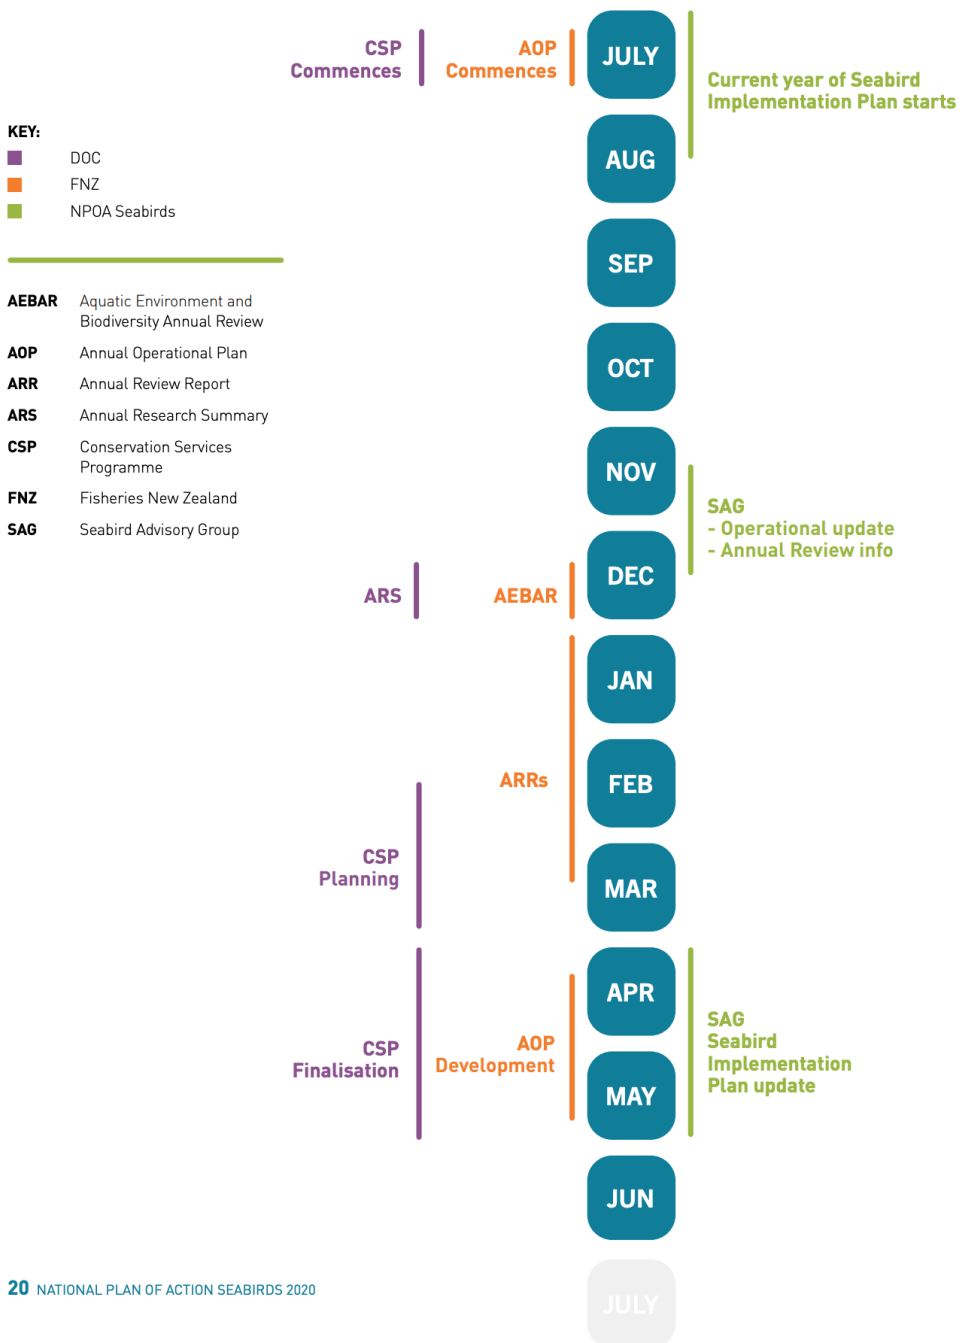 CSP
Commences
AOP
Commences
JULY
Current year of Seabird
Implementation Plan starts
KEY:
DOC
FNZ
NPOA Seabirds
AUG
SEP
AEBAR Aquatic Environment and
Biodiversity Annual Review
AOP Annual Operational Plan
ARR Annual Review Report
ARS Annual Research Summary
CSP Conservation Services
Programme
FNZ Fisheries New Zealand
SAG Seabird Advisory Group
OCT
NOV
SAG
- Operational update
- Annual Review info
DEC
ARS
AEBAR
JAN
ARRs
FEB
CSP
Planning
MAR
APR
SAG
Seabird
Implementation
Plan update
CSP
Finalisation
AOP
Development
MAY
JUN
20 NATIONAL PLAN OF ACTION SEABIRDS 2020
JULY